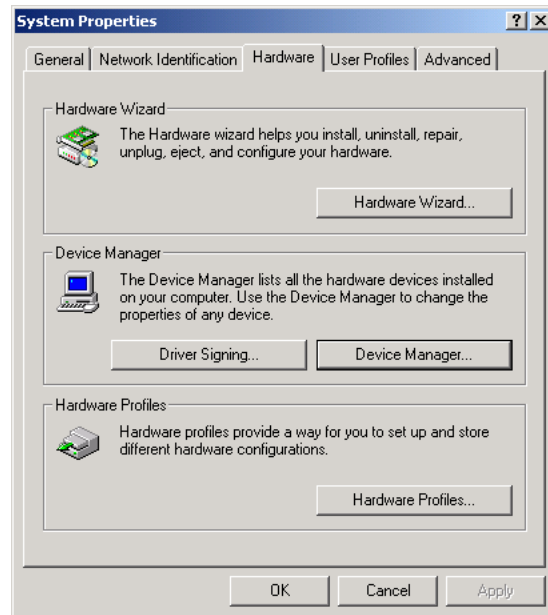 System Properties
General Network Identification Hardware User Profiles Advanced
Hardware Wizard
The Hardware wizard helps you install, uninstall, repair,
unplug, eject, and configure your hardware.
Hardware Wizard...
Device Manager
The Device Manager lists all the hardware devices installed
on your computer. Use the Device Manager to change the
properties of any device.
Driver Signing... Device Manager...
Hardware Profiles
Hardware profiles provide a way for you to set up and store
different hardware configurations.
Hardware Profiles...
OK Cancel Apply